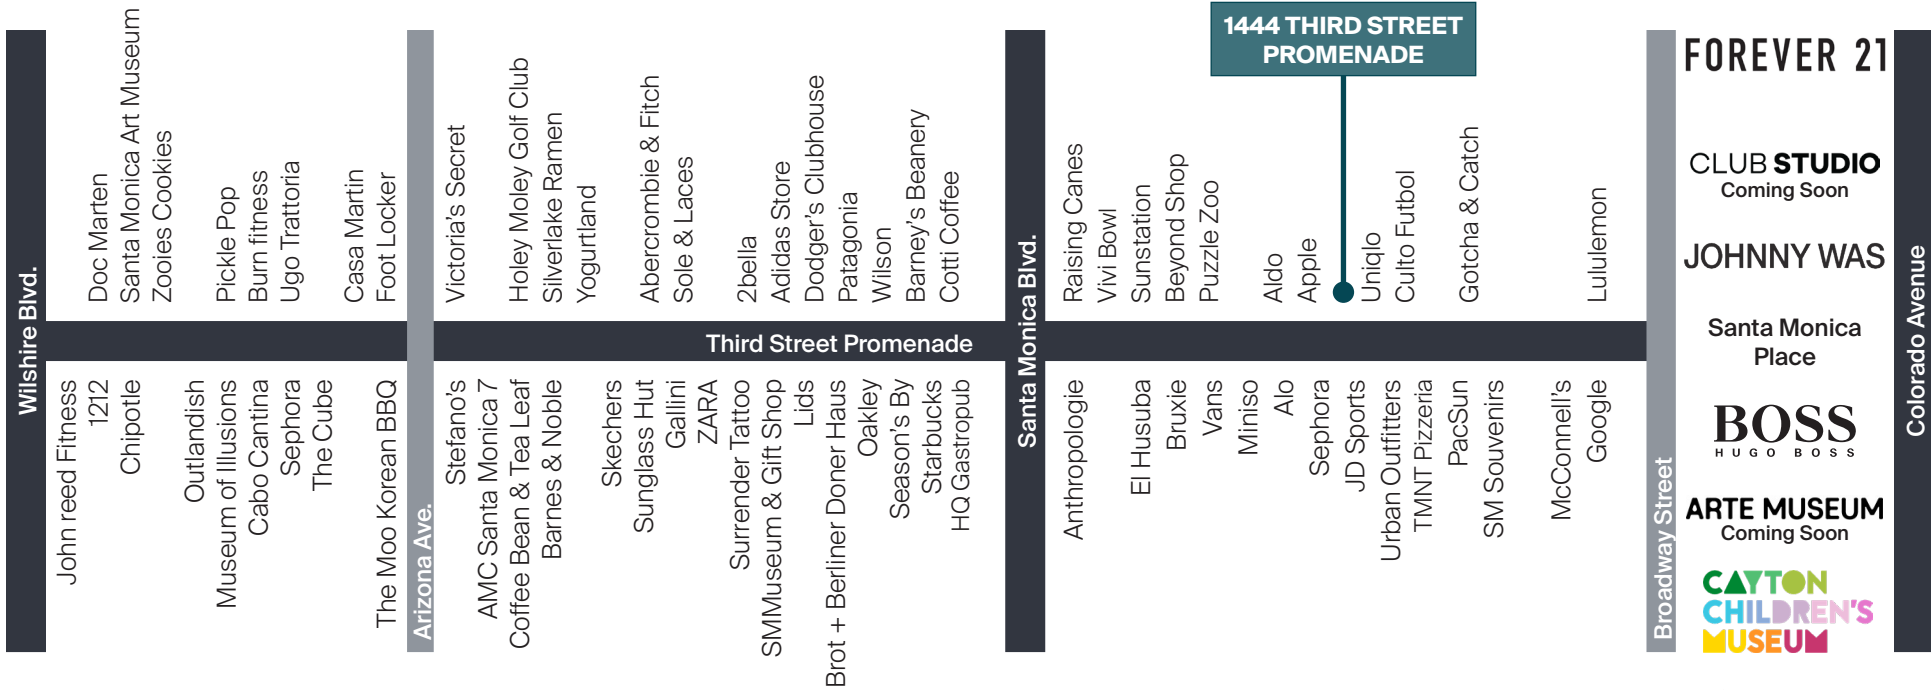 Wilshire Blvd.
Doc Marten
Santa Monica Art Museum
Zooies Cookies
Pickle Pop
Burn fitness
Ugo Trattoria
Casa Martin
Foot Locker
John reed Fitness
1212
Chipotle
Outlandish
Museum of Illusions
Cabo Cantina
Sephora
The Cube
The Moo Korean BBQ
Arizona Ave.
Victoria's Secret
Holey Moley Golf Club
Silverlake Ramen
Yogurtland
Abercrombie & Fitch
Sole & Laces
2bella
Adidas Store
Dodger's Clubhouse
Patagonia
Wilson
Barney's Beanery
Cotti Coffee
Third Street Promenade
Stefano's
AMC Santa Monica 7
Coffee Bean & Tea Leaf
Barnes & Noble
Skechers
Sunglass Hut
Gallini
ZARA
Surrender Tattoo
SMMuseum & Gift Shop
Lids
Brot + Berliner Doner Haus
Oakley
Season's By
Starbucks
HQ Gastropub
Santa Monica Blvd.
1444 THIRD STREET
PROMENADE
Raising Canes
Vivi Bowl
Sunstation
Beyond Shop
Puzzle Zoo
Aldo
Apple
Uniqlo
Culto Futbol
Gotcha & Catch
Lululemon
Anthropologie
El Husuba
Bruxie
Vans
Miniso
Alo
Sephora
JD Sports
Urban Outfitters
TMNT Pizzeria
PacSun
SM Souvenirs
McConnell's
Google
Broadway Street
FOREVER 21
CLUB STUDIO
Coming Soon
JOHNNY WAS
Santa Monica
Place
BOSS
HUGO BOSS
ARTE MUSEUM
Coming Soon
CAYTON
CHILDREN'S
MUSEUM
Colorado Avenue